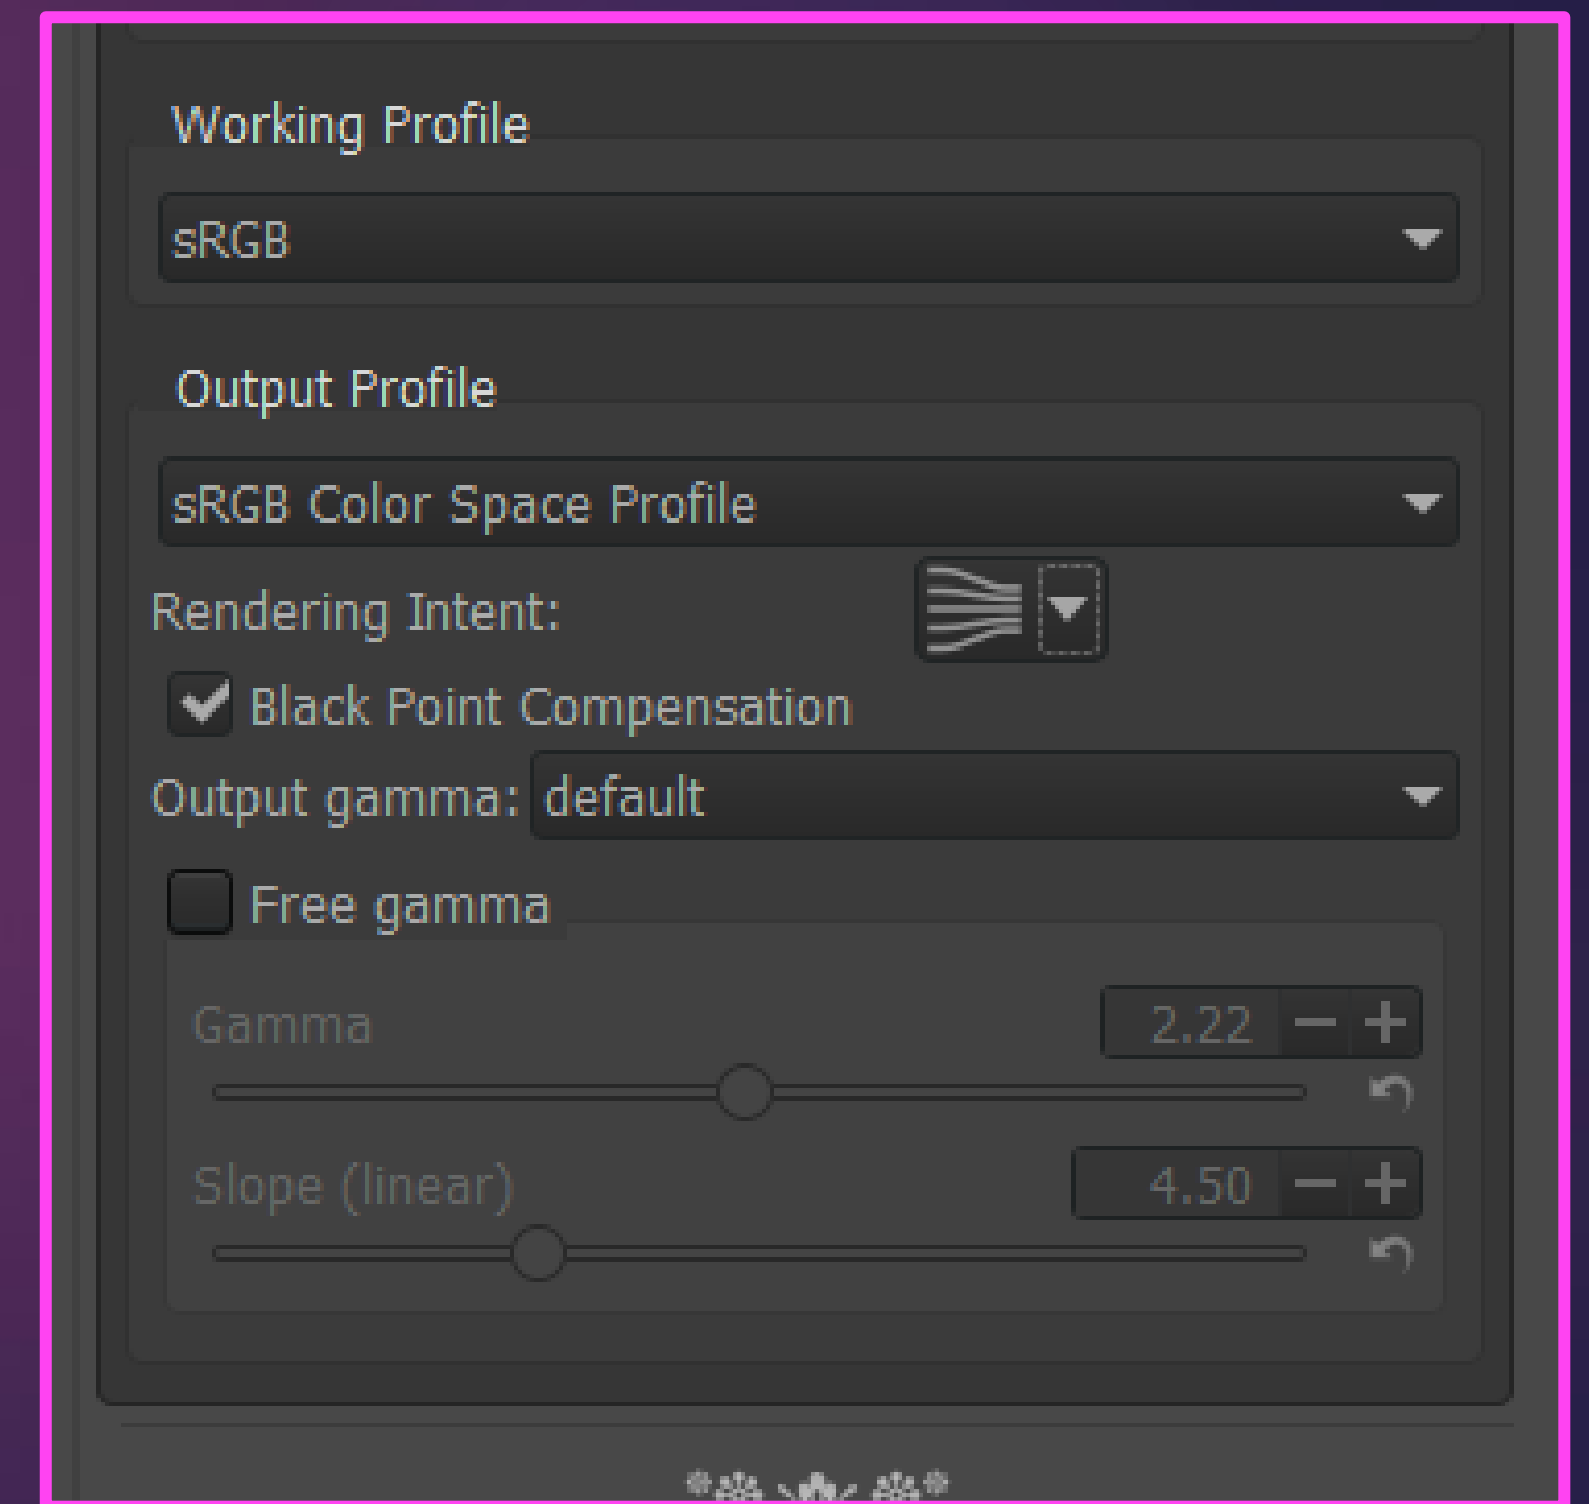 Working Profile
sRGB
Output Profile
sRGB Color Space Profile
Rendering Intent:
Black Point Compensation
Output gamma: default
Free gamma
Gamma 2.22
Slope (linear) 4.50